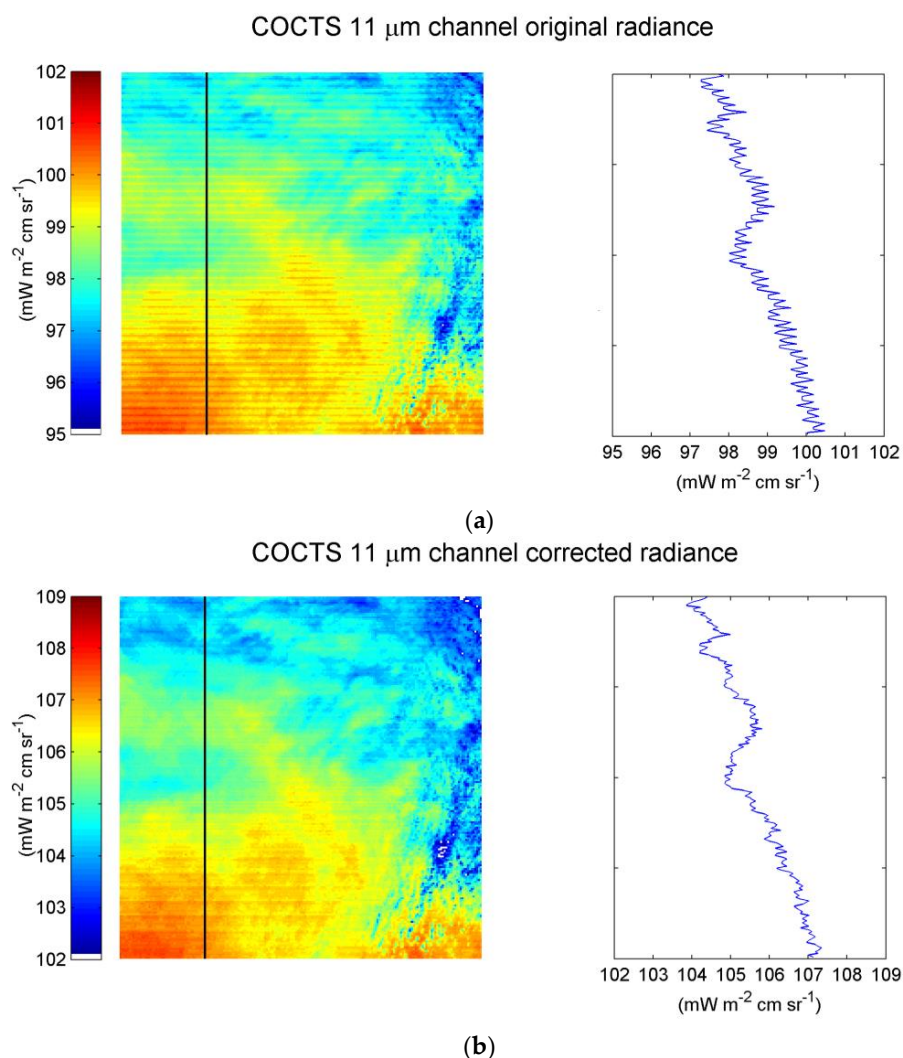 COCTS 11 μm channel original radiance
102
101
100
99
98
97
96
95
(mW m-2 cm sr-1)
95 96 97 98 99 100 101 102
(mW m-2 cm sr-1)
(a)
COCTS 11 μm channel corrected radiance
109
108
107
106
105
104
103
102
(mW m-2 cm sr-1)
102 103 104 105 106 107 108 109
(mW m-2 cm sr-1)
(b)